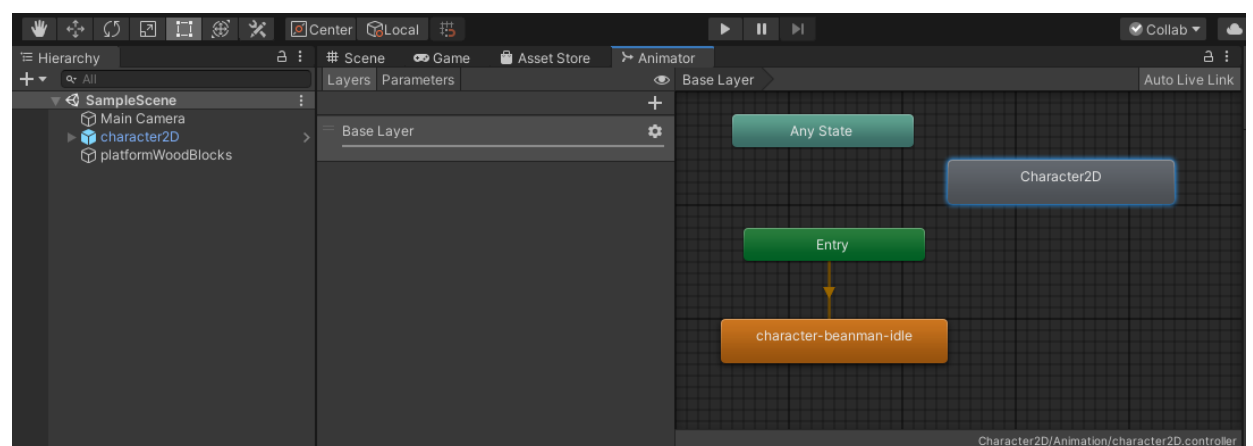 Center Local Collab
Hierarchy Scene Game Asset Store Animator
All Layers Parameters Base Layer Auto Live Link
SampleScene
Main Camera
character2D
platformWoodBlocks
Base Layer
Any State
Character2D
Entry
character-beanman-idle
Character2D/Animation/character2D.controller